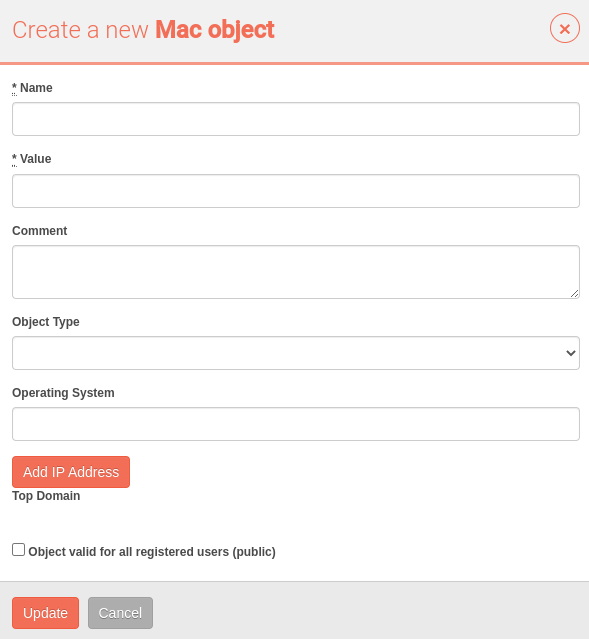 Create a new Mac object
* Name
* Value
Comment
Object Type
Operating System
Add IP Address
Top Domain
Object valid for all registered users (public)
Update Cancel